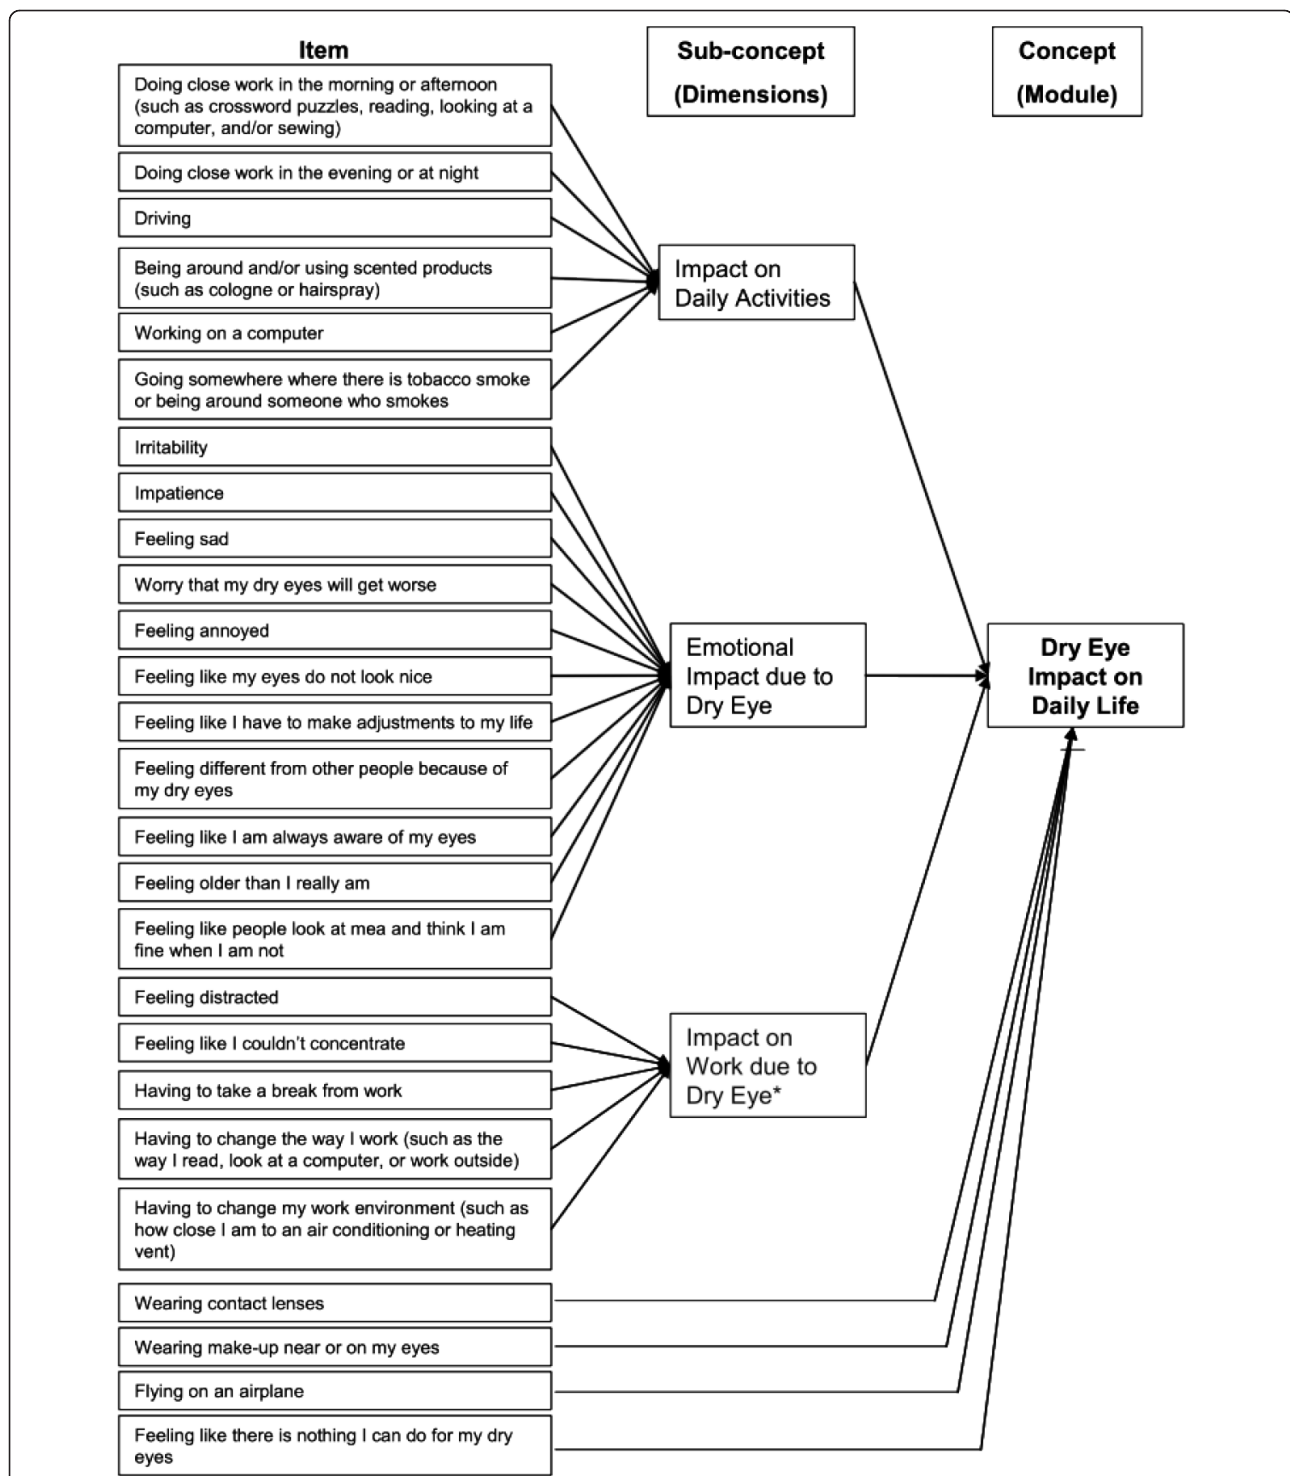 Item
Sub-concept
(Dimensions)
Concept
(Module)
Doing close work in the morning or afternoon
(such as crossword puzzles, reading, looking at a
computer, and/or sewing)
Doing close work in the evening or at night
Driving
Being around and/or using scented products
(such as cologne or hairspray)
Working on a computer
Going somewhere where there is tobacco smoke
or being around someone who smokes
Impact on
Daily Activities
Irritability
Impatience
Feeling sad
Worry that my dry eyes will get worse
Feeling annoyed
Feeling like my eyes do not look nice
Feeling like I have to make adjustments to my life
Feeling different from other people because of
my dry eyes
Feeling like I am always aware of my eyes
Feeling older than I really am
Feeling like people look at mea and think I am
fine when I am not
Emotional
Impact due to
Dry Eye
Dry Eye
Impact on
Daily Life
Feeling distracted
Feeling like I couldn't concentrate
Having to take a break from work
Having to change the way I work (such as the
way I read, look at a computer, or work outside)
Having to change my work environment (such as
how close I am to an air conditioning or heating
vent)
Impact on
Work due to
Dry Eye*
Wearing contact lenses
Wearing make-up near or on my eyes
Flying on an airplane
Feeling like there is nothing I can do for my dry
eyes